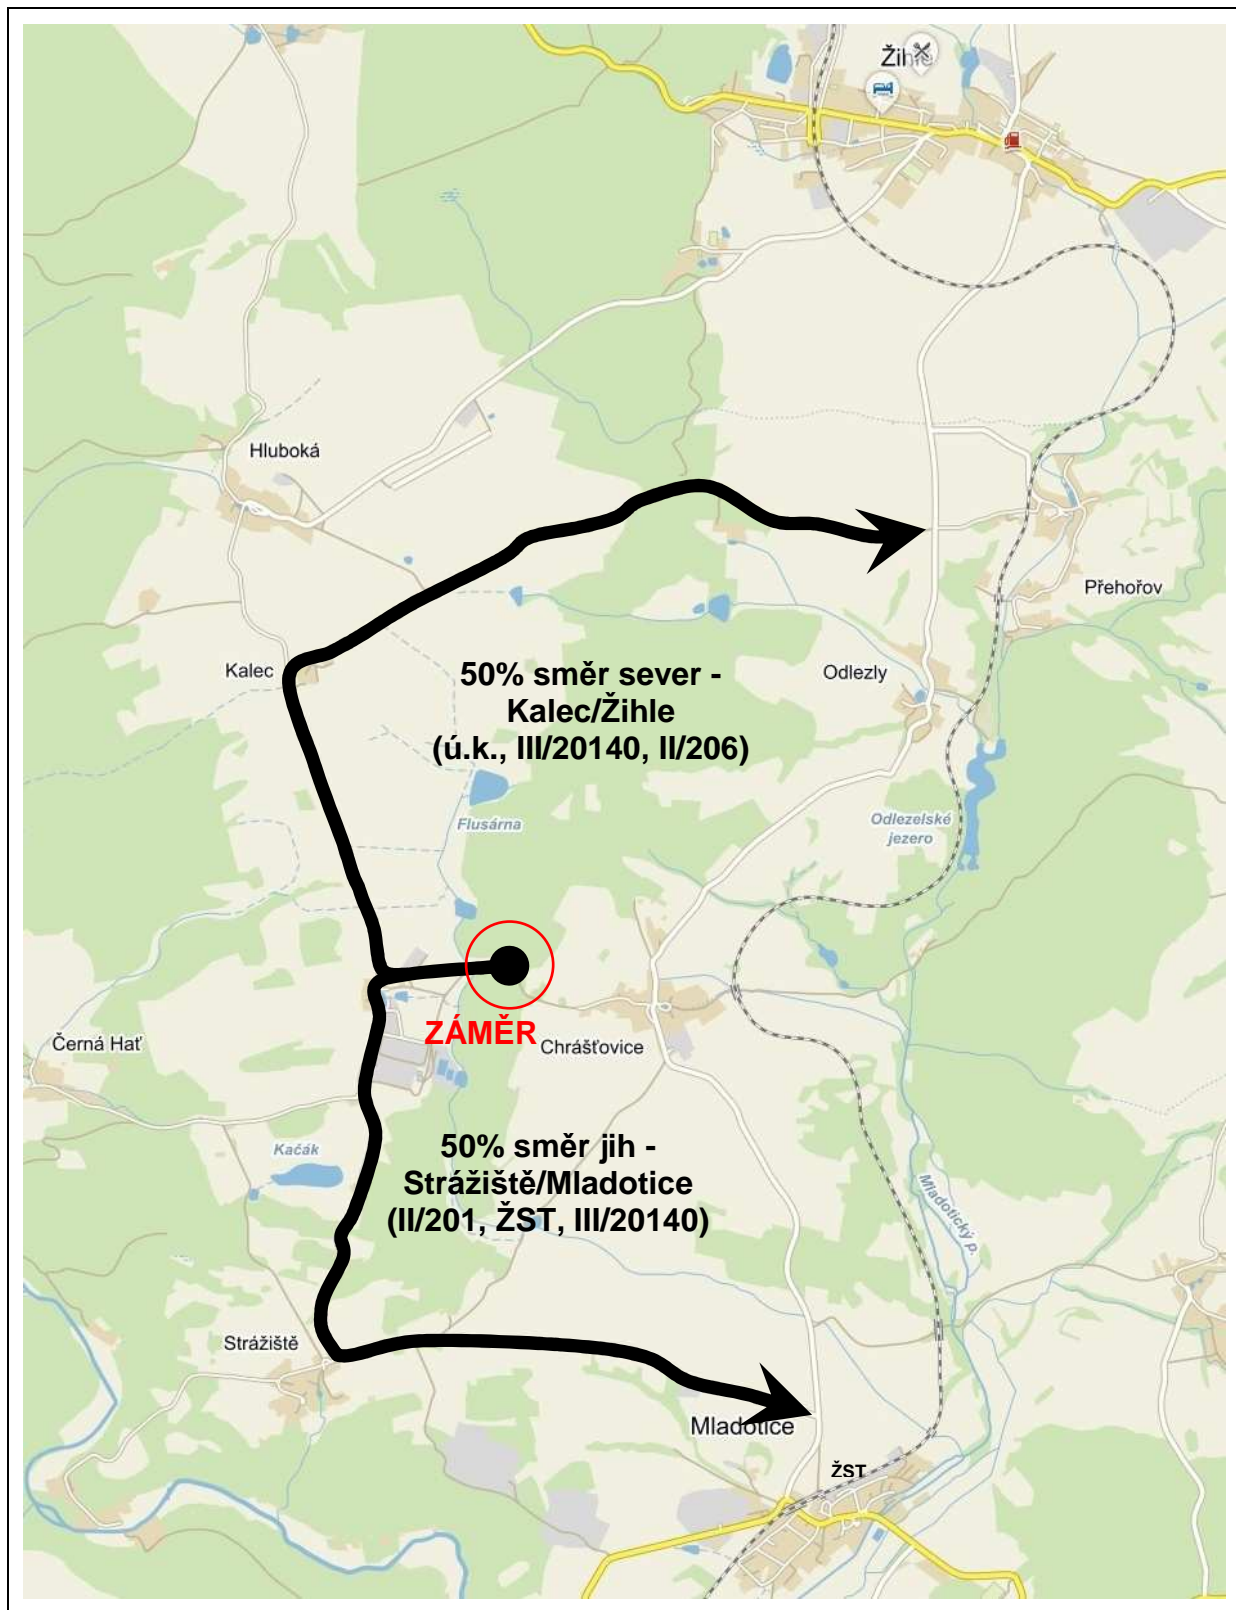 Žihle
Hluboká
Přehořov
Kalec
Odlezly
50% směr sever -
Kalec/Žihle
(ú.k., III/20140, II/206)
Flusárna
Odlezelské
jezero
ZÁMĚR
Chrášťovice
Černá Hať
Kačák
50% směr jih -
Strážiště/Mladotice
(II/201, ŽST, III/20140)
Mladotický p.
Strážiště
Mladotice
ŽST